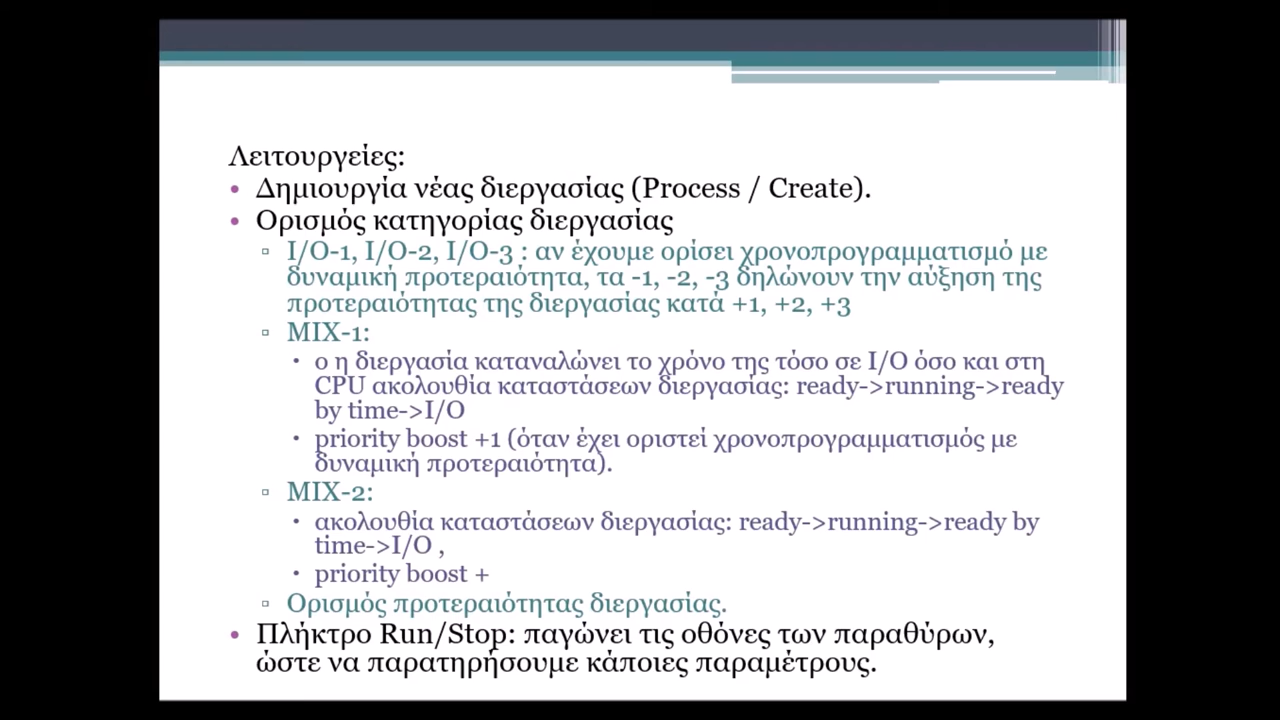 Λειτουργείες:
• Δημιουργία νέας διεργασίας (Process / Create).
• Ορισμός κατηγορίας διεργασίας
▫ I/O-1, I/O-2, I/O-3 : αν έχουμε ορίσει χρονοπρογραμματισμό με
δυναμική προτεραιότητα, τα -1, -2, -3 δηλώνουν την αύξηση της
προτεραιότητας της διεργασίας κατά +1, +2, +3
▫ MIX-1:
• ο η διεργασία καταναλώνει το χρόνο της τόσο σε I/O όσο και στη
CPU ακολουθία καταστάσεων διεργασίας: ready->running->ready
by time->I/O
• priority boost +1 (όταν έχει οριστεί χρονοπρογραμματισμός με
δυναμική προτεραιότητα).
▫ MIX-2:
• ακολουθία καταστάσεων διεργασίας: ready->running->ready by
time->I/O ,
• priority boost +
▫ Ορισμός προτεραιότητας διεργασίας.
• Πλήκτρο Run/Stop: παγώνει τις οθόνες των παραθύρων,
ώστε να παρατηρήσουμε κάποιες παραμέτρους.